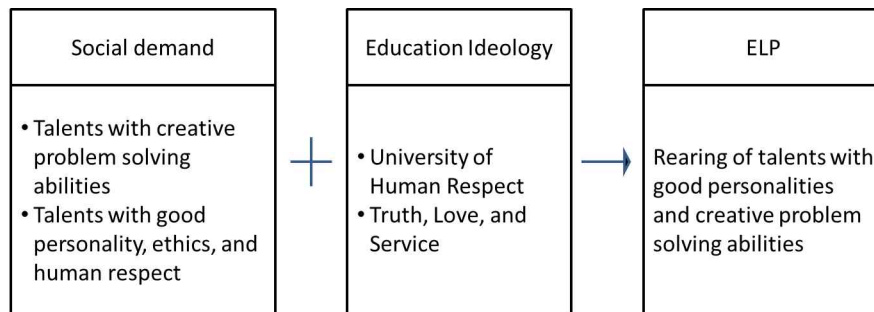 Social demand
• Talents with creative
problem solving
abilities
• Talents with good
personality, ethics, and
human respect
Education Ideology
• University of
Human Respect
• Truth, Love, and
Service
ELP
Rearing of talents with
good personalities
and creative problem
solving abilities